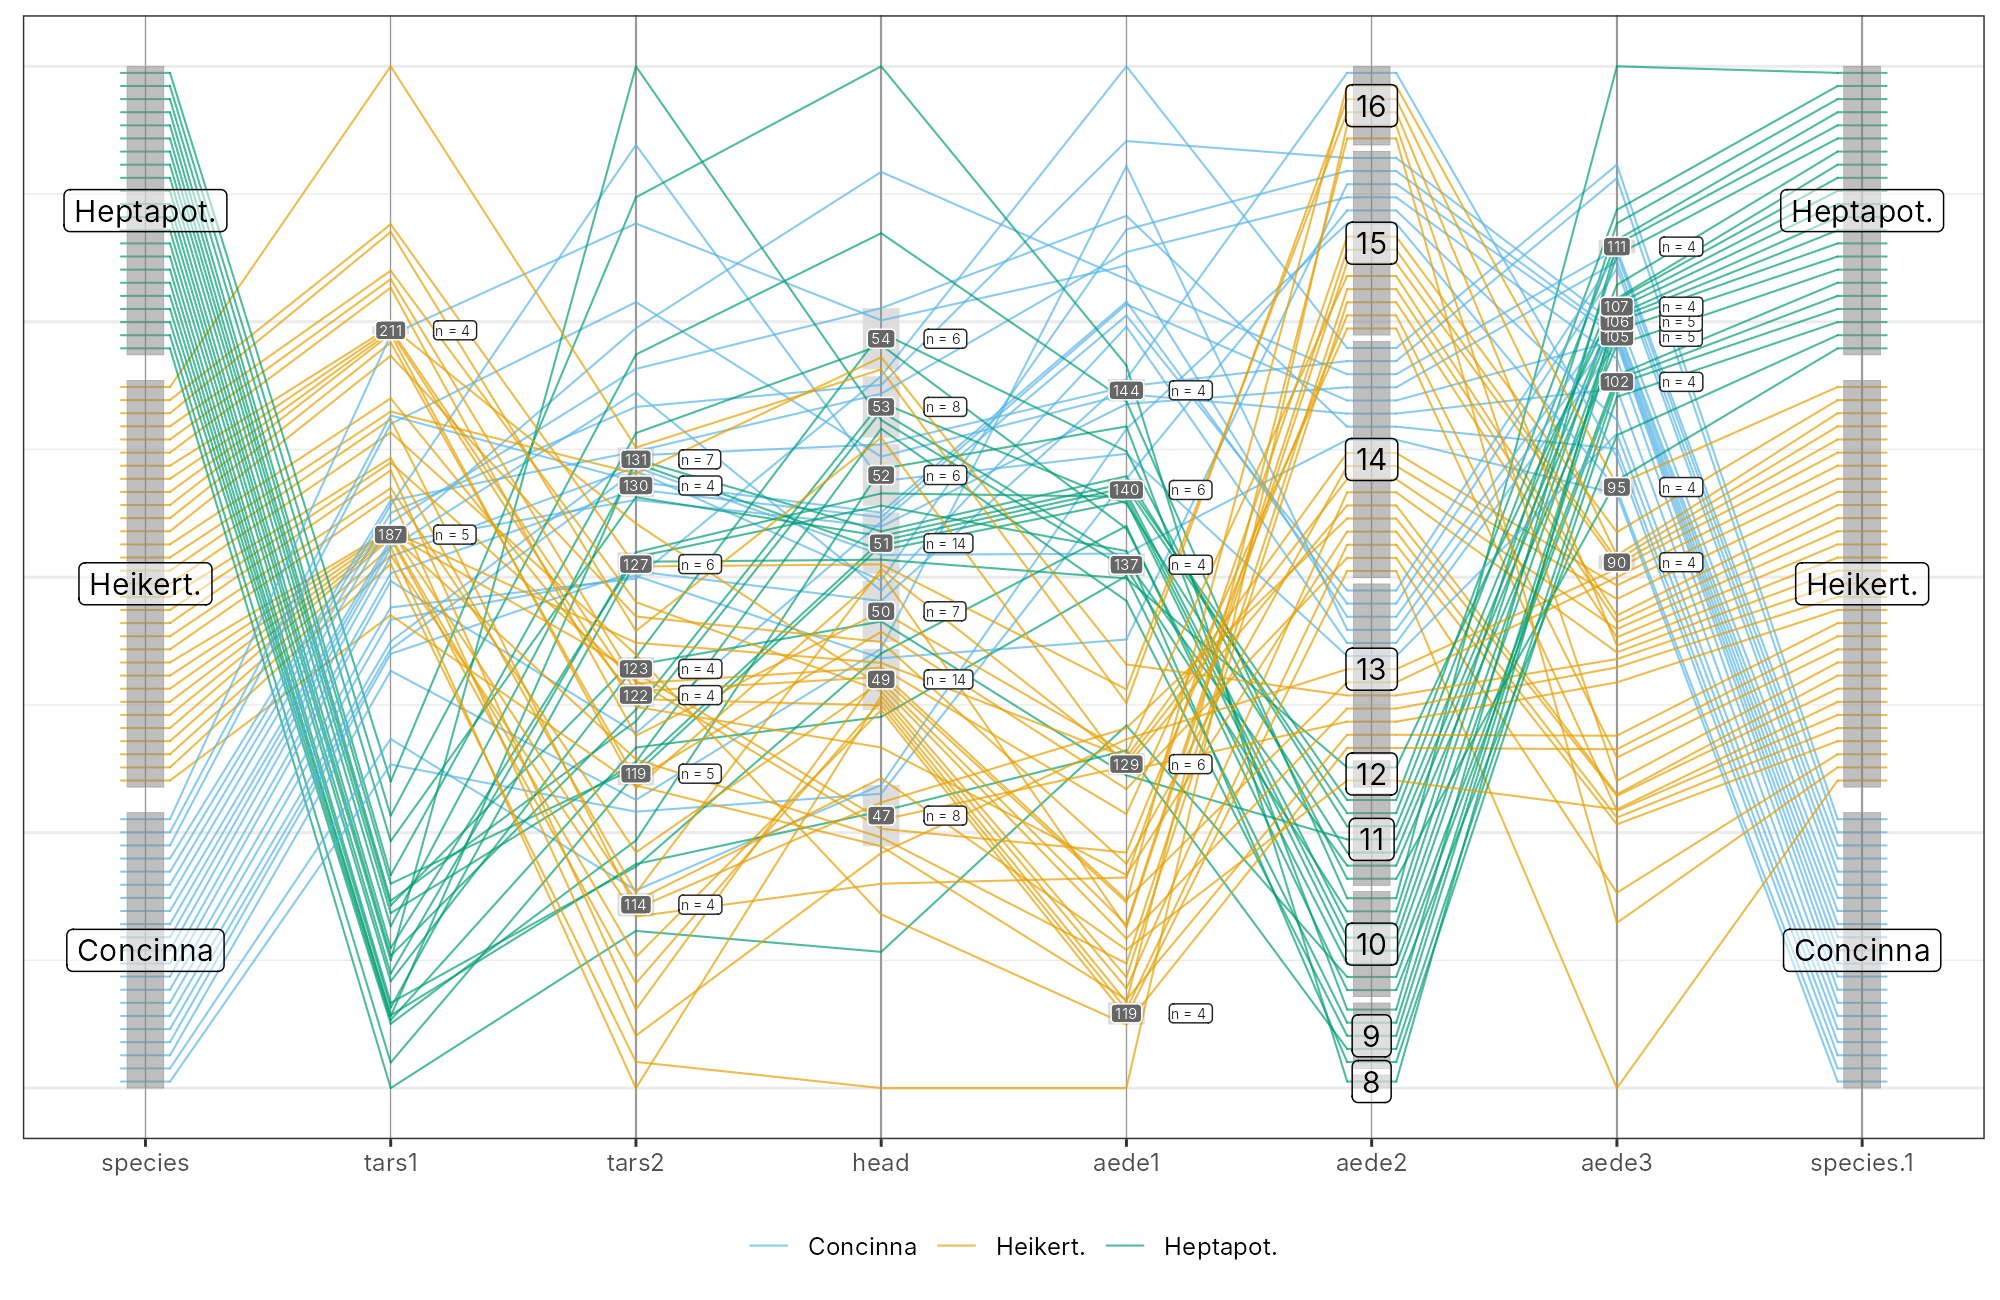 16
Heptapot.
Heptapot.
15
111
n = 4
107
n = 4
106
n = 5
211
n = 4
105
n = 5
54
n = 6
102
n = 4
144
n = 4
53
n = 8
131
n = 7
14
52
n = 6
130
n = 4
95
n = 4
140
n = 6
187
n = 5
51
n = 14
90
n = 4
127
n = 6
137
n = 4
Heikert.
Heikert.
50
n = 7
123
n = 4
13
49
n = 14
122
n = 4
129
n = 6
119
n = 5
12
47
n = 8
11
114
n = 4
10
Concinna
Concinna
119
n = 4
9
8
species
tars1
tars2
head
aede1
aede2
aede3
species.1
Concinna
Heikert.
Heptapot.